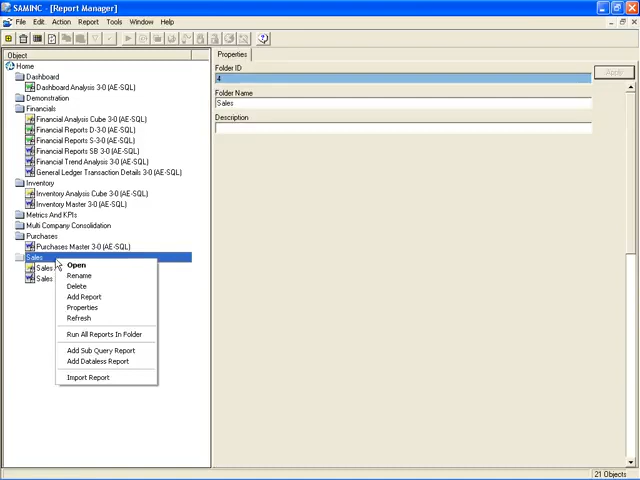 SAMINC - [Report Manager]
File Edit Action Report Tools Window Help
Object
Home
Dashboard
Dashboard Analysis 3-0 (AE-SQL)
Demonstration
Financials
Financial Analysis Cube 3-0 (AE-SQL)
Financial Reports D-3-0 (AE-SQL)
Financial Reports S-3-0 (AE-SQL)
Financial Reports SB 3-0 (AE-SQL)
Financial Trend Analysis 3-0 (AE-SQL)
General Ledger Transaction Details 3-0 (AE-SQL)
Inventory
Inventory Analysis Cube 3-0 (AE-SQL)
Inventory Master 3-0 (AE-SQL)
Metrics And KPIs
Multi Company Consolidation
Purchases
Purchases Master 3-0 (AE-SQL)
Sales
Sales
Sales
Open
Rename
Delete
Add Report
Properties
Refresh
Run All Reports In Folder
Add Sub Query Report
Add Dataless Report
Import Report
Properties
Folder ID
4
Apply
Folder Name
Sales
Description
21 Objects